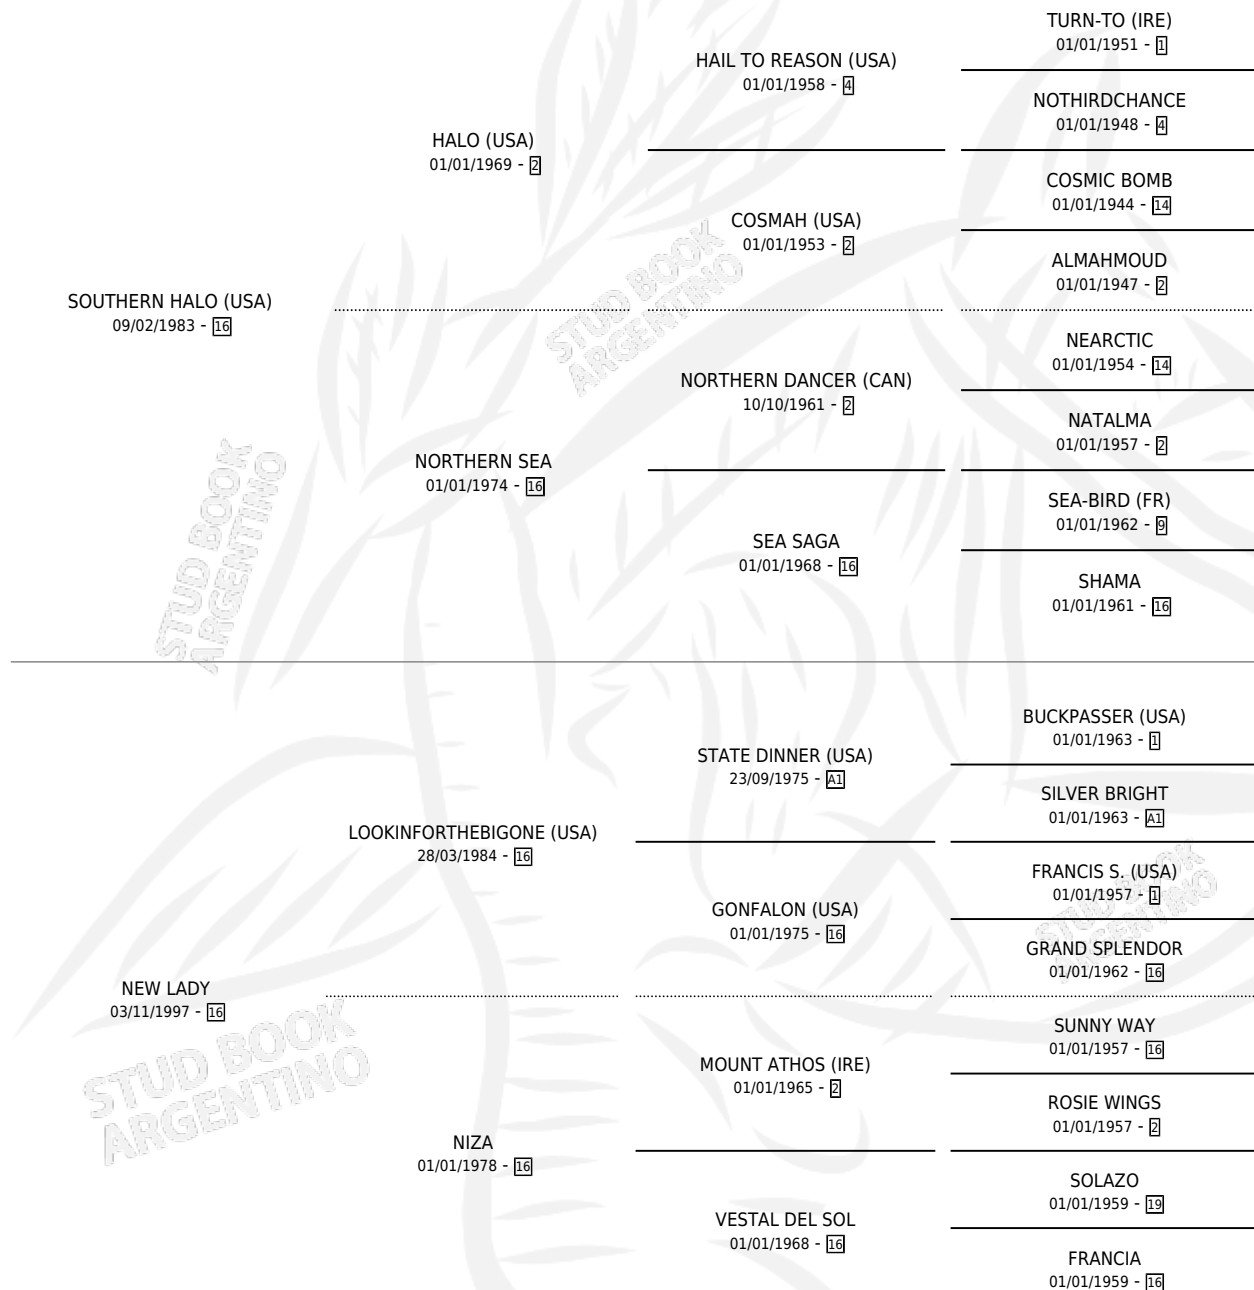 TURN-TO (IRE)
01/01/1951 - 1
HAIL TO REASON (USA)
01/01/1958 - 4
NOTHIRDCHANCE
01/01/1948 - 4
HALO (USA)
01/01/1969 - 2
COSMIC BOMB
01/01/1944 - 14
COSMAH (USA)
01/01/1953 - 2
ALMAHMOUD
01/01/1947 - 2
SOUTHERN HALO (USA)
09/02/1983 - 16
NEARCTIC
01/01/1954 - 14
NORTHERN DANCER (CAN)
10/10/1961 - 2
NATALMA
01/01/1957 - 2
NORTHERN SEA
01/01/1974 - 16
SEA-BIRD (FR)
01/01/1962 - 9
SEA SAGA
01/01/1968 - 16
SHAMA
01/01/1961 - 16
BUCKPASSER (USA)
01/01/1963 - 1
STATE DINNER (USA)
23/09/1975 - A1
SILVER BRIGHT
01/01/1963 - A1
LOOKINFORTHEBIGONE (USA)
28/03/1984 - 16
FRANCIS S. (USA)
01/01/1957 - 1
GONFALON (USA)
01/01/1975 - 16
GRAND SPLENDOR
01/01/1962 - 16
NEW LADY
03/11/1997 - 16
SUNNY WAY
01/01/1957 - 16
MOUNT ATHOS (IRE)
01/01/1965 - 2
ROSIE WINGS
01/01/1957 - 2
NIZA
01/01/1978 - 16
SOLAZO
01/01/1959 - 19
VESTAL DEL SOL
01/01/1968 - 16
FRANCIA
01/01/1959 - 16
STUD BOOK
ARGENTINO
STUD BOOK
ARGENTINO
STUD BOOK
ARGENTINO
STUD BOOK
ARGENTINO